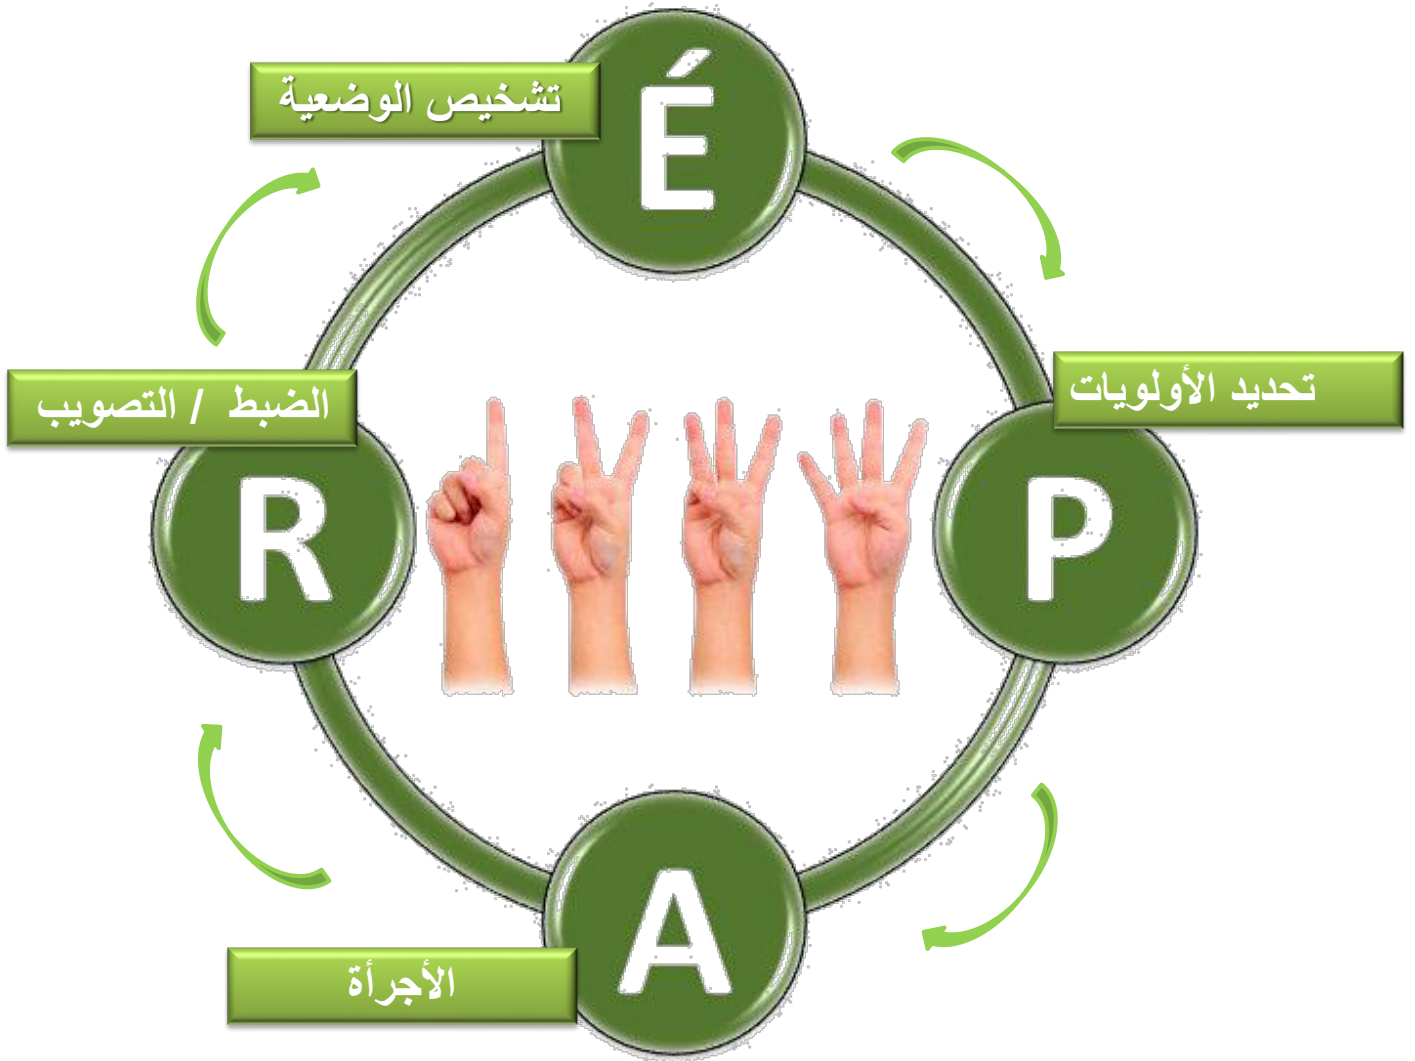 É
تشخيص الوضعية
P
تحديد الأولويات
A
الأجرأة
R
الضبط / التصويب